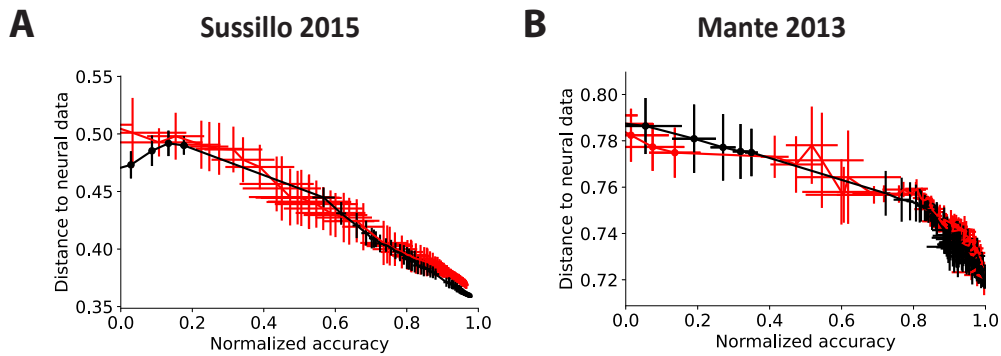 A
Sussillo 2015
Distance to neural data
0.55
0.50
0.45
0.40
0.35
0.0
0.2
0.4
0.6
0.8
1.0
Normalized accuracy
B
Mante 2013
Distance to neural data
0.80
0.78
0.76
0.74
0.72
0.0
0.2
0.4
0.6
0.8
1.0
Normalized accuracy